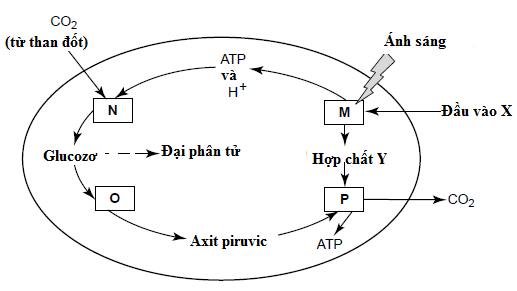 CO2
(từ than đốt)
Ánh sáng
ATP
và
H+
N
M
Đầu vào X
Glucozơ
Đại phân tử
Hợp chất Y
O
P
CO2
Axit piruvic
ATP